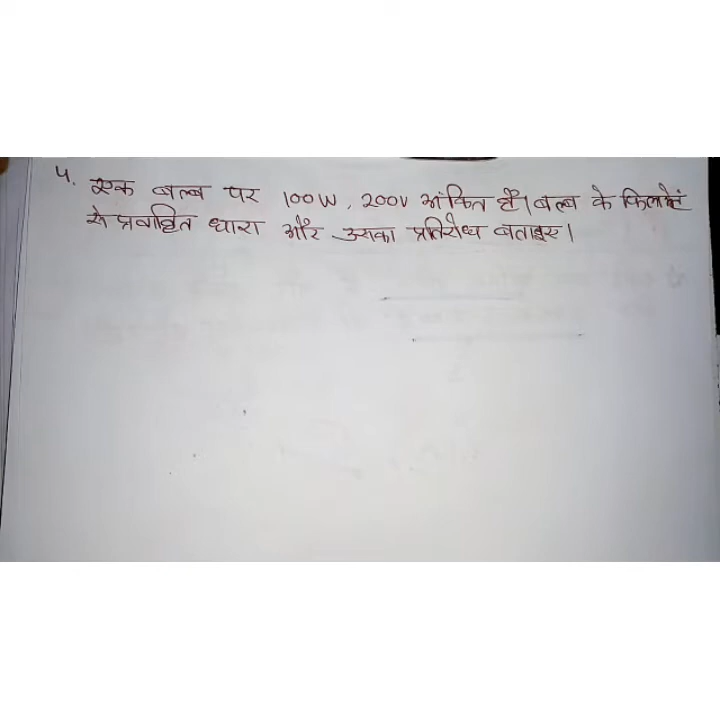 4. एक बल्ब पर 100W, 200V अंकित है। बल्ब के फिलामेंट
से प्रवाहित धारा और उसका प्रतिरोध बताइए।